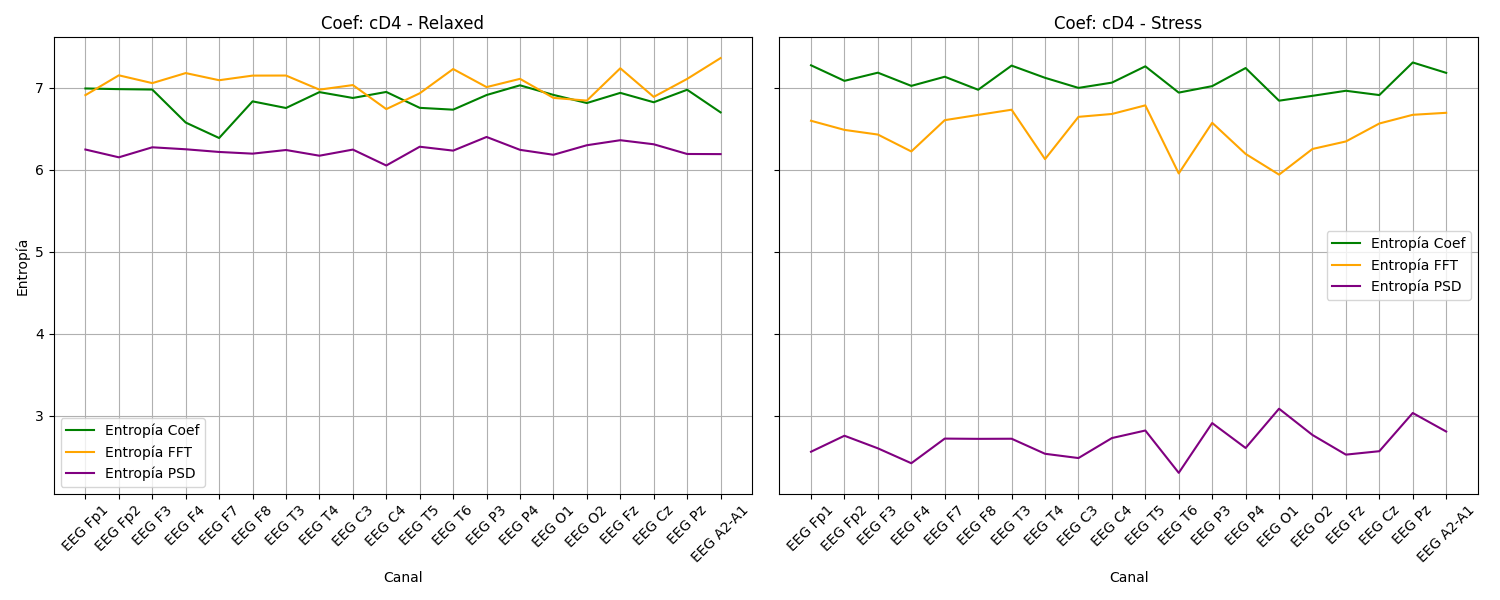 Coef: cD4 - Relaxed
Entropía
7
6
5
4
3
Entropía Coef
Entropía FFT
Entropía PSD
EEG Fp1
EEG Fp2
EEG F3
EEG F4
EEG F7
EEG F8
EEG T3
EEG T4
EEG C3
EEG C4
EEG T5
EEG T6
EEG P3
EEG P4
EEG O1
EEG O2
EEG Fz
EEG Cz
EEG Pz
EEG A2-A1
Canal
Coef: cD4 - Stress
Entropía Coef
Entropía FFT
Entropía PSD
EEG Fp1
EEG Fp2
EEG F3
EEG F4
EEG F7
EEG F8
EEG T3
EEG T4
EEG C3
EEG C4
EEG T5
EEG T6
EEG P3
EEG P4
EEG O1
EEG O2
EEG Fz
EEG Cz
EEG Pz
EEG A2-A1
Canal